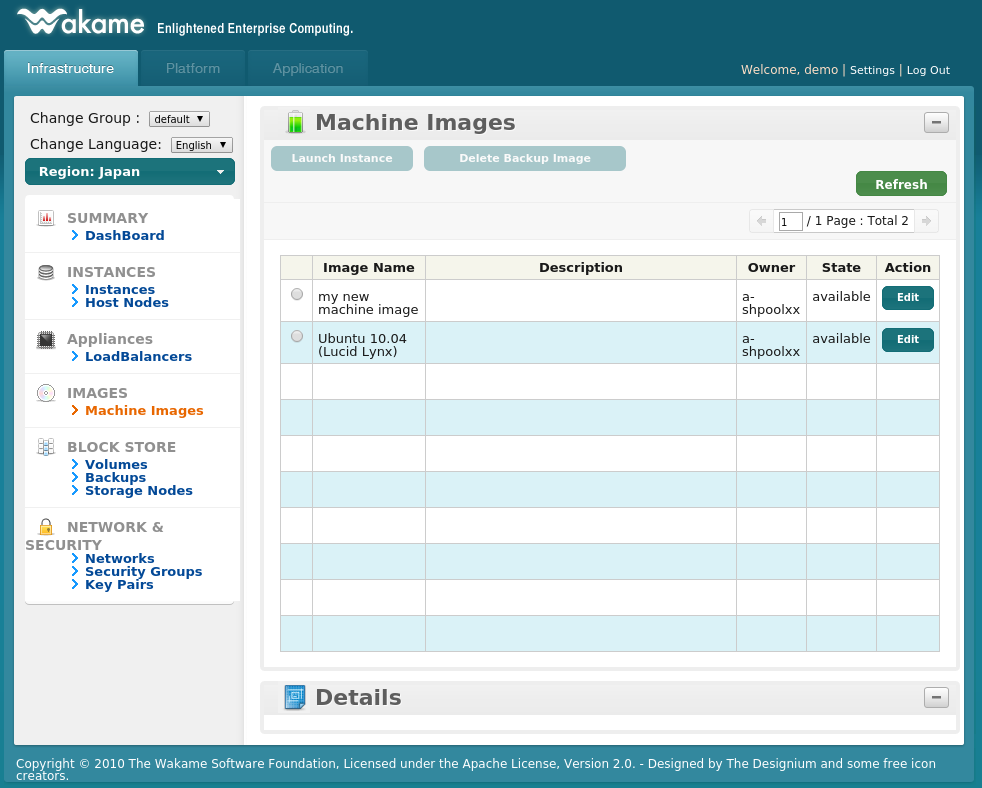 Wakame Enlightened Enterprise Computing.
Infrastructure Platform Application
Welcome, demo | Settings | Log Out
Change Group : default
Change Language: English
Region: Japan
SUMMARY
DashBoard
INSTANCES
Instances
Host Nodes
Appliances
LoadBalancers
IMAGES
Machine Images
BLOCK STORE
Volumes
Backups
Storage Nodes
NETWORK &
SECURITY
Networks
Security Groups
Key Pairs
Machine Images
Launch Instance Delete Backup Image
Refresh
1 / 1 Page : Total 2
Image Name Description Owner State Action
my new
machine image
a-
shpoolxx
available
Edit
Ubuntu 10.04
(Lucid Lynx)
a-
shpoolxx
available
Edit
Details
Copyright © 2010 The Wakame Software Foundation, Licensed under the Apache License, Version 2.0. - Designed by The Designium and some free icon
creators.